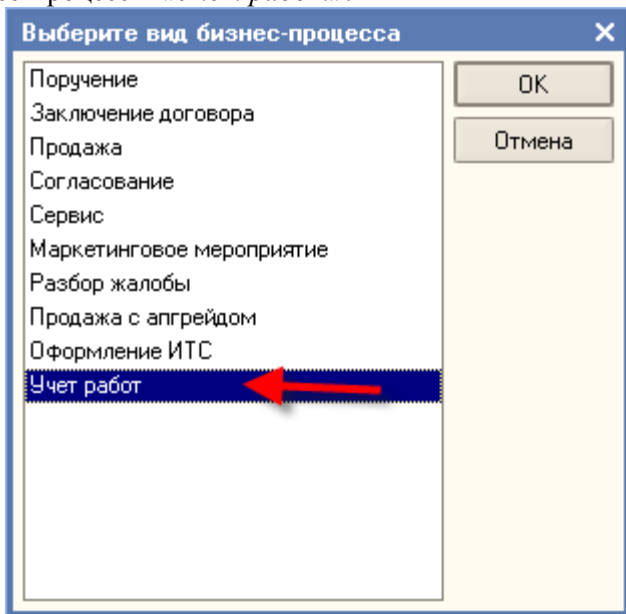 Выберите вид бизнес-процесса
Поручение
Заключение договора
Продажа
Согласование
Сервис
Маркетинговое мероприятие
Разбор жалобы
Продажа с апгрейдом
Оформление ИТС
Учет работ
OK
Отмена